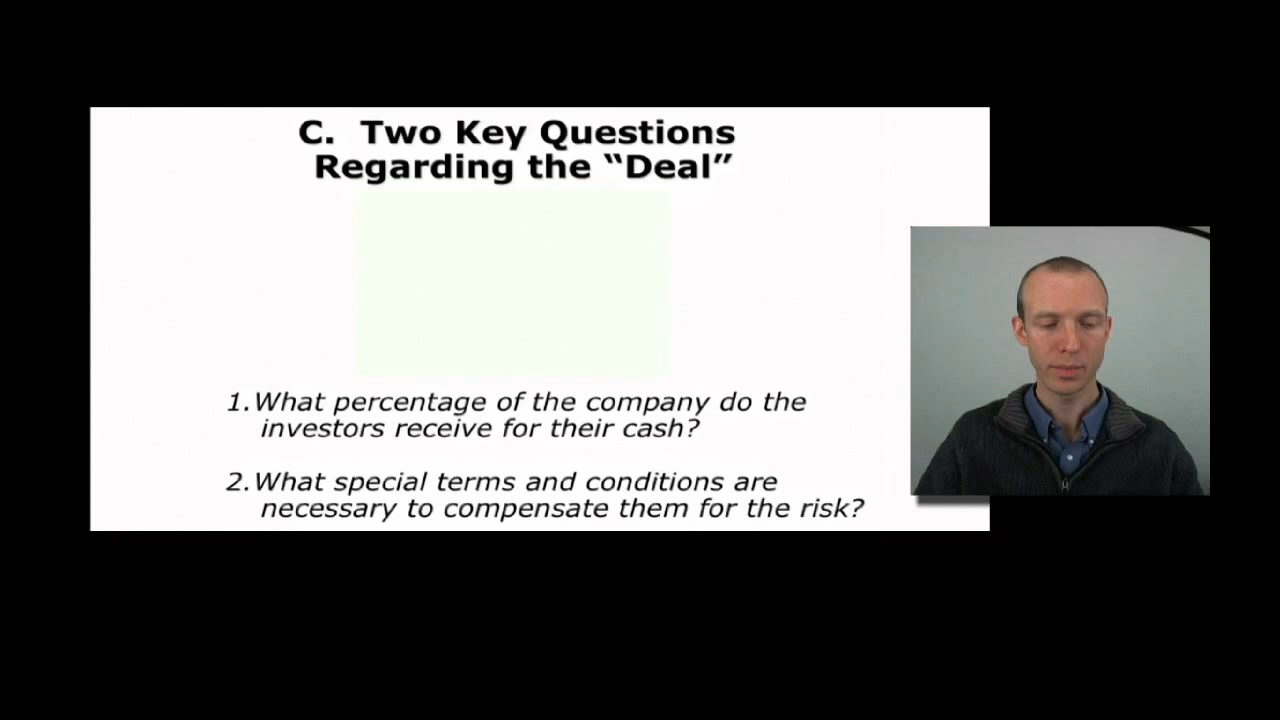 C. Two Key Questions
Regarding the “Deal”
1.What percentage of the company do the
investors receive for their cash?
2.What special terms and conditions are
necessary to compensate them for the risk?